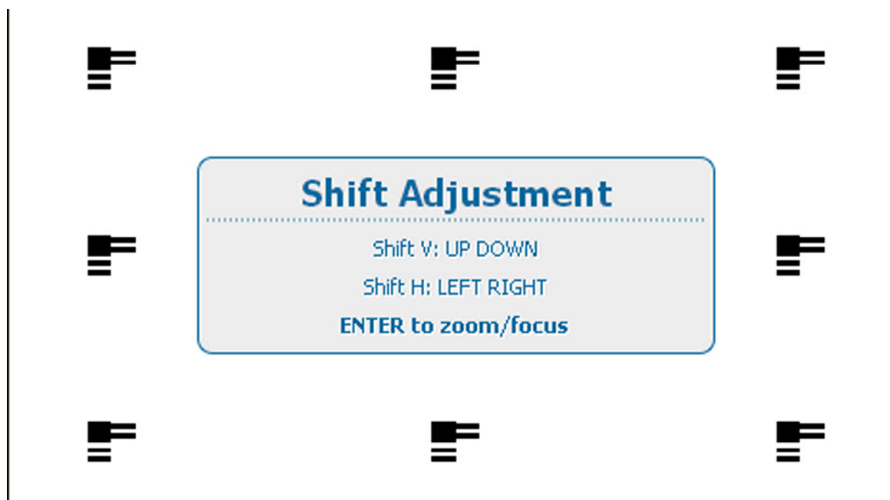 Shift Adjustment
Shift V: UP DOWN
Shift H: LEFT RIGHT
ENTER to zoom/focus